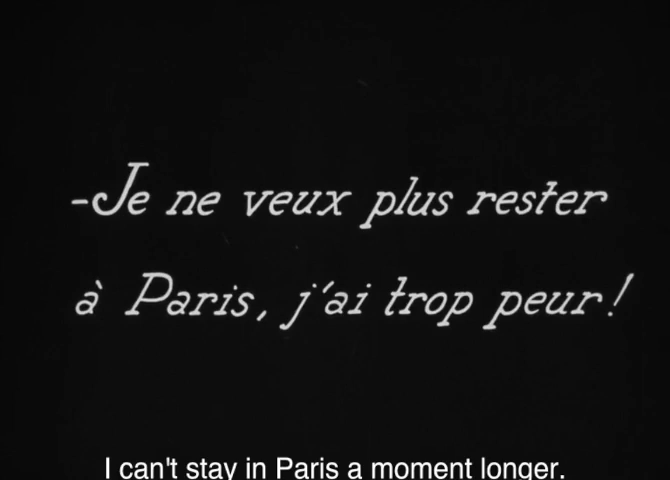 -Je ne veux plus rester
à Paris, j'ai trop peur!
I can't stay in Paris a moment longer.